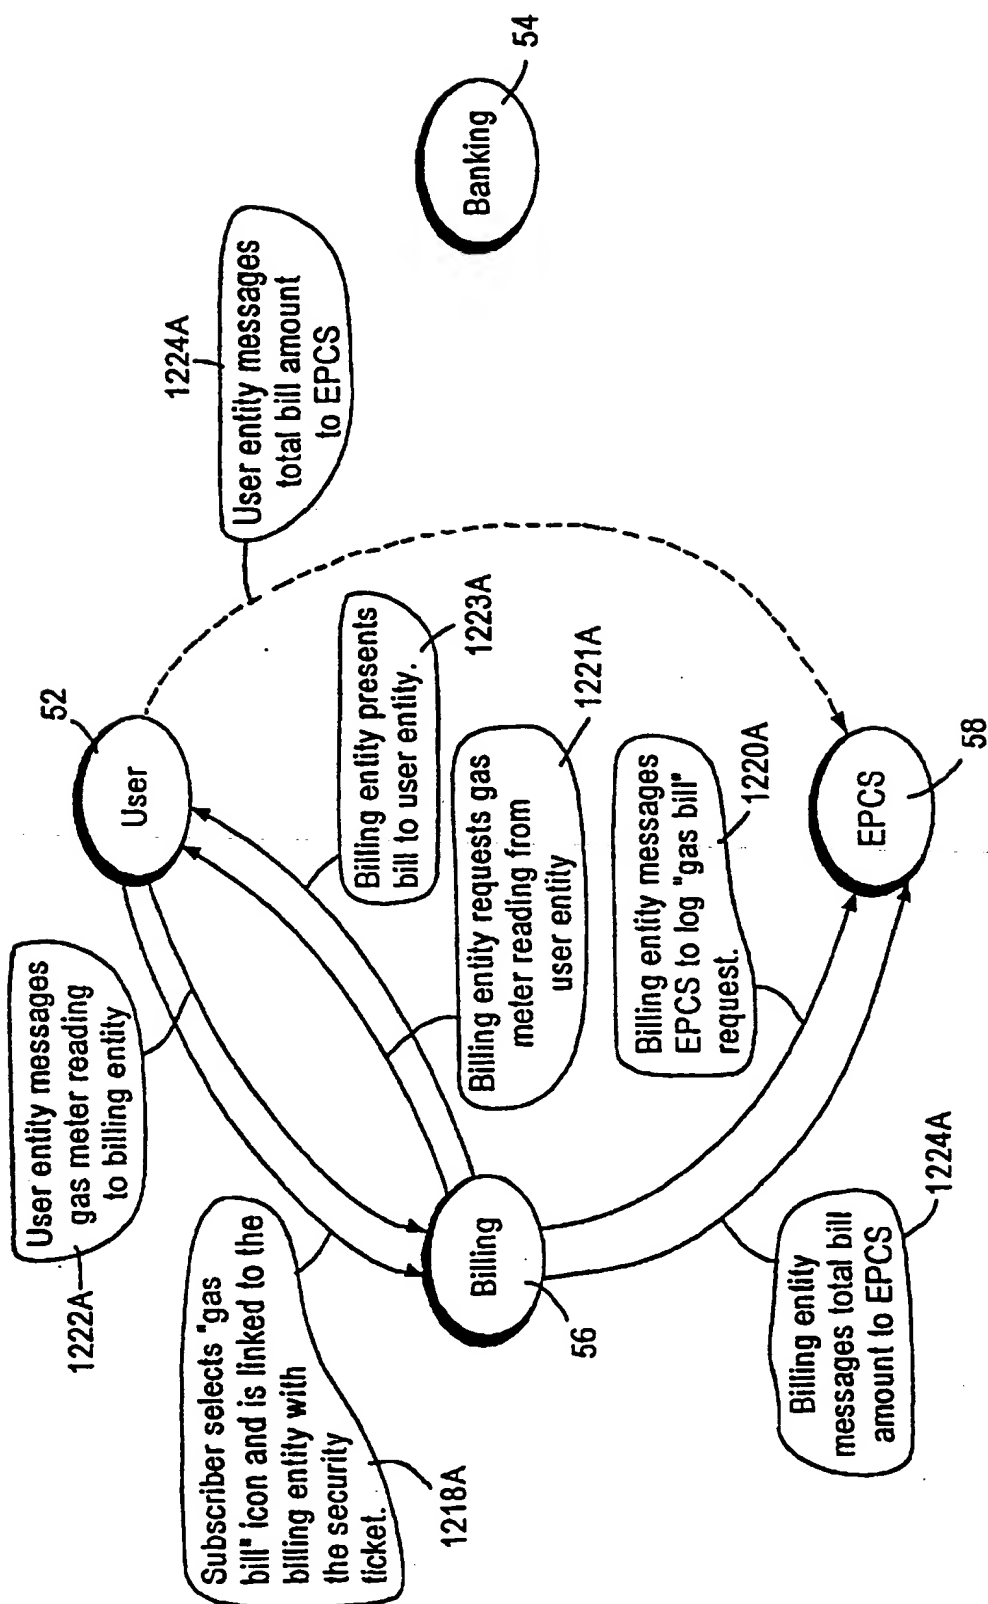 1222A
User entity messages
gas meter reading
to billing entity
52
User
1224A
User entity messages
total bill amount
to EPCS
Subscriber selects "gas
bill" icon and is linked to the
billing entity with
the security
ticket.
1218A
Billing entity presents
bill to user entity.
1223A
Billing
56
Billing entity requests gas
meter reading from
user entity
1221A
Banking
54
Billing entity messages
EPCS to log "gas bill"
request.
1220A
Billing entity
messages total bill
amount to EPCS
1224A
EPCS
58